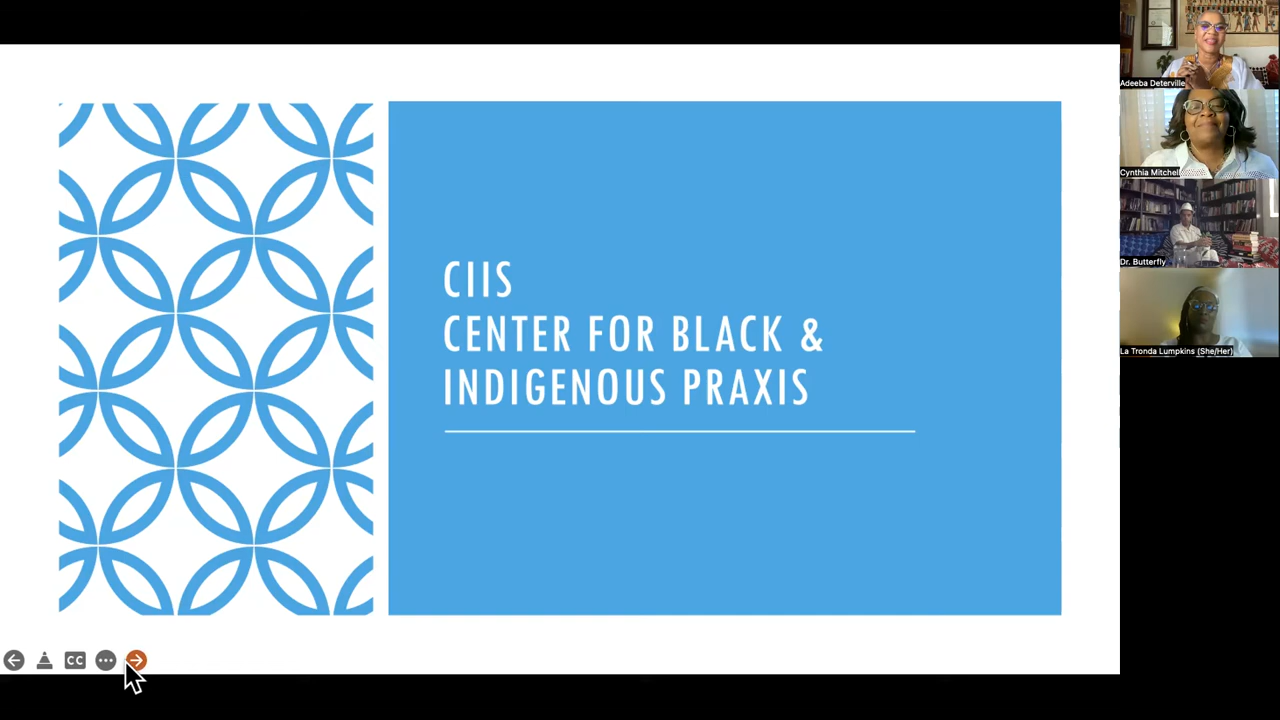 CIIS
CENTER FOR BLACK &
INDIGENOUS PRAXIS
Adeeba Deterville
Cynthia Mitchell
Dr. Butterfly
La Tronda Lumpkins (She/Her)
CC